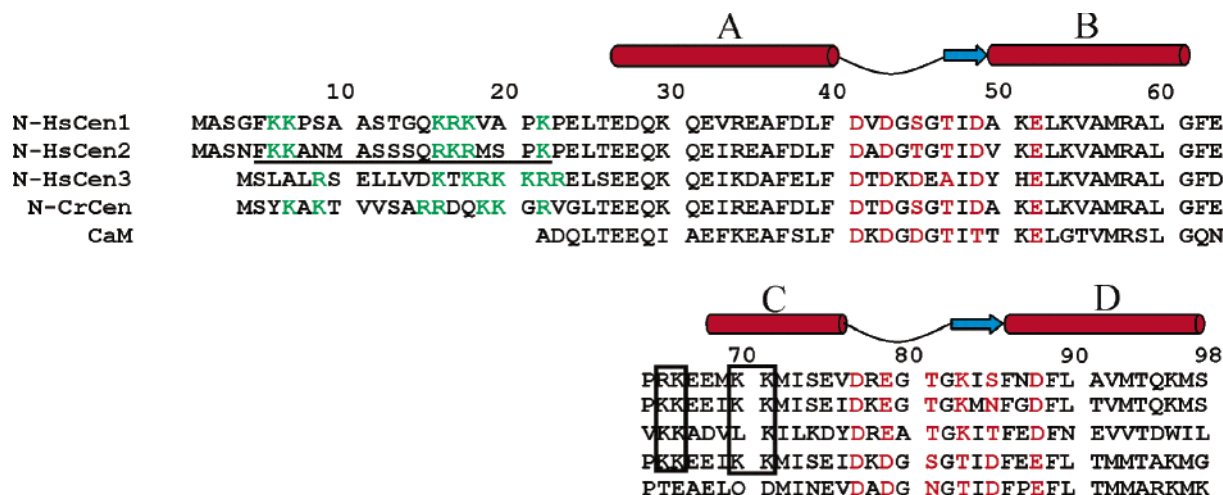 A B
10 20 30 40 50 60
N-HsCen1 MASGFKKPSA ASTGQKRKVA PKPELTEDQK QEVREAFDLF DVDGSGTIDA KELKVAMRAL GFE
N-HsCen2 MASNFKKANM ASSSQRKRMS PKPELTEEQK QEIREAFDLF DADGTGTIDV KELKVAMRAL GFE
N-HsCen3 MSLALRS ELLVDKTKRK KRRELSEEQK QEIKDAFELF DTDKDEAIDY HELKVAMRAL GFD
N-CrCen MSYKAKT VVSARRDQKK GRVGLTEEQK QEIREAFDLF DTDGSGTIDA KELKVAMRAL GFE
CaM ADQLTEEQI AEFKEAFSLF DKDGDGTITT KELGTVMRSL GQN
C D
70 80 90 98
PRKEEMK KMISEVDREG TGKISFNDFL AVMTQKMS
PKKEEIK KMISEIDKEG TGKMNFGDFL TVMTQKMS
VKKADVL KILKDYDREA TGKITFEDFN EVVTDWIL
PKKEEIK KMISEIDKDG SGTIDFEEFL TMMTAKMG
PTEAELQ DMINEVDADG NGTIDFPEFL TMMARKMK